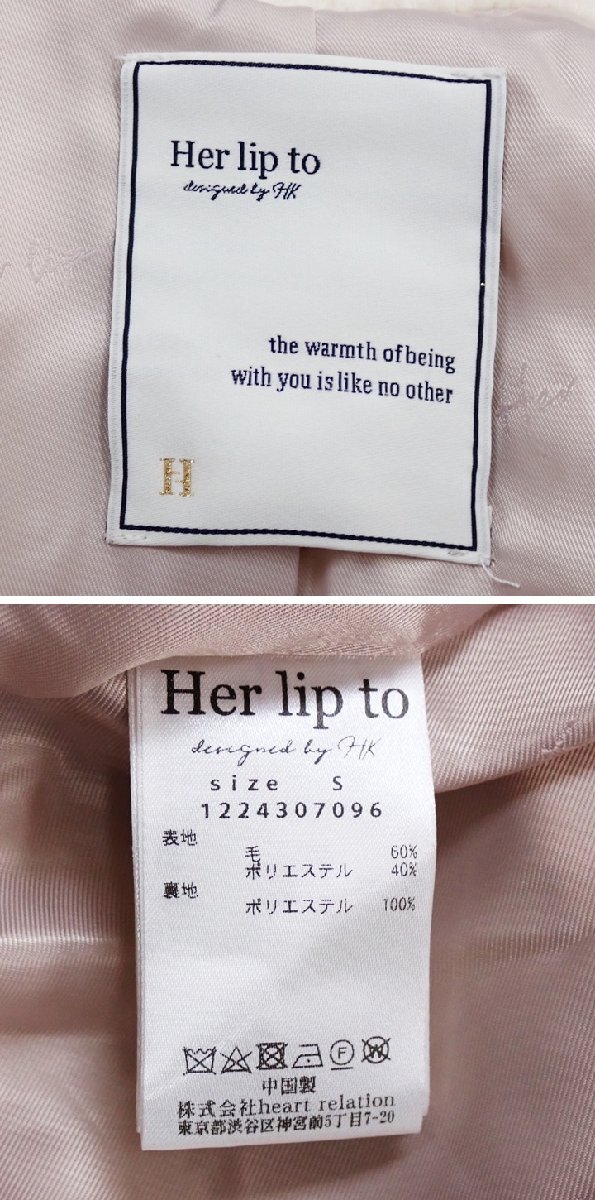 Her lip to
designed by HK
the warmth of being
with you is like no other
H
Her lip to
designed by HK
size S
1224307096
表地
毛 60%
ポリエステル 40%
裏地
ポリエステル 100%
F
W
中国製
株式会社heart relation
東京都渋谷区神宮前5丁目7-20